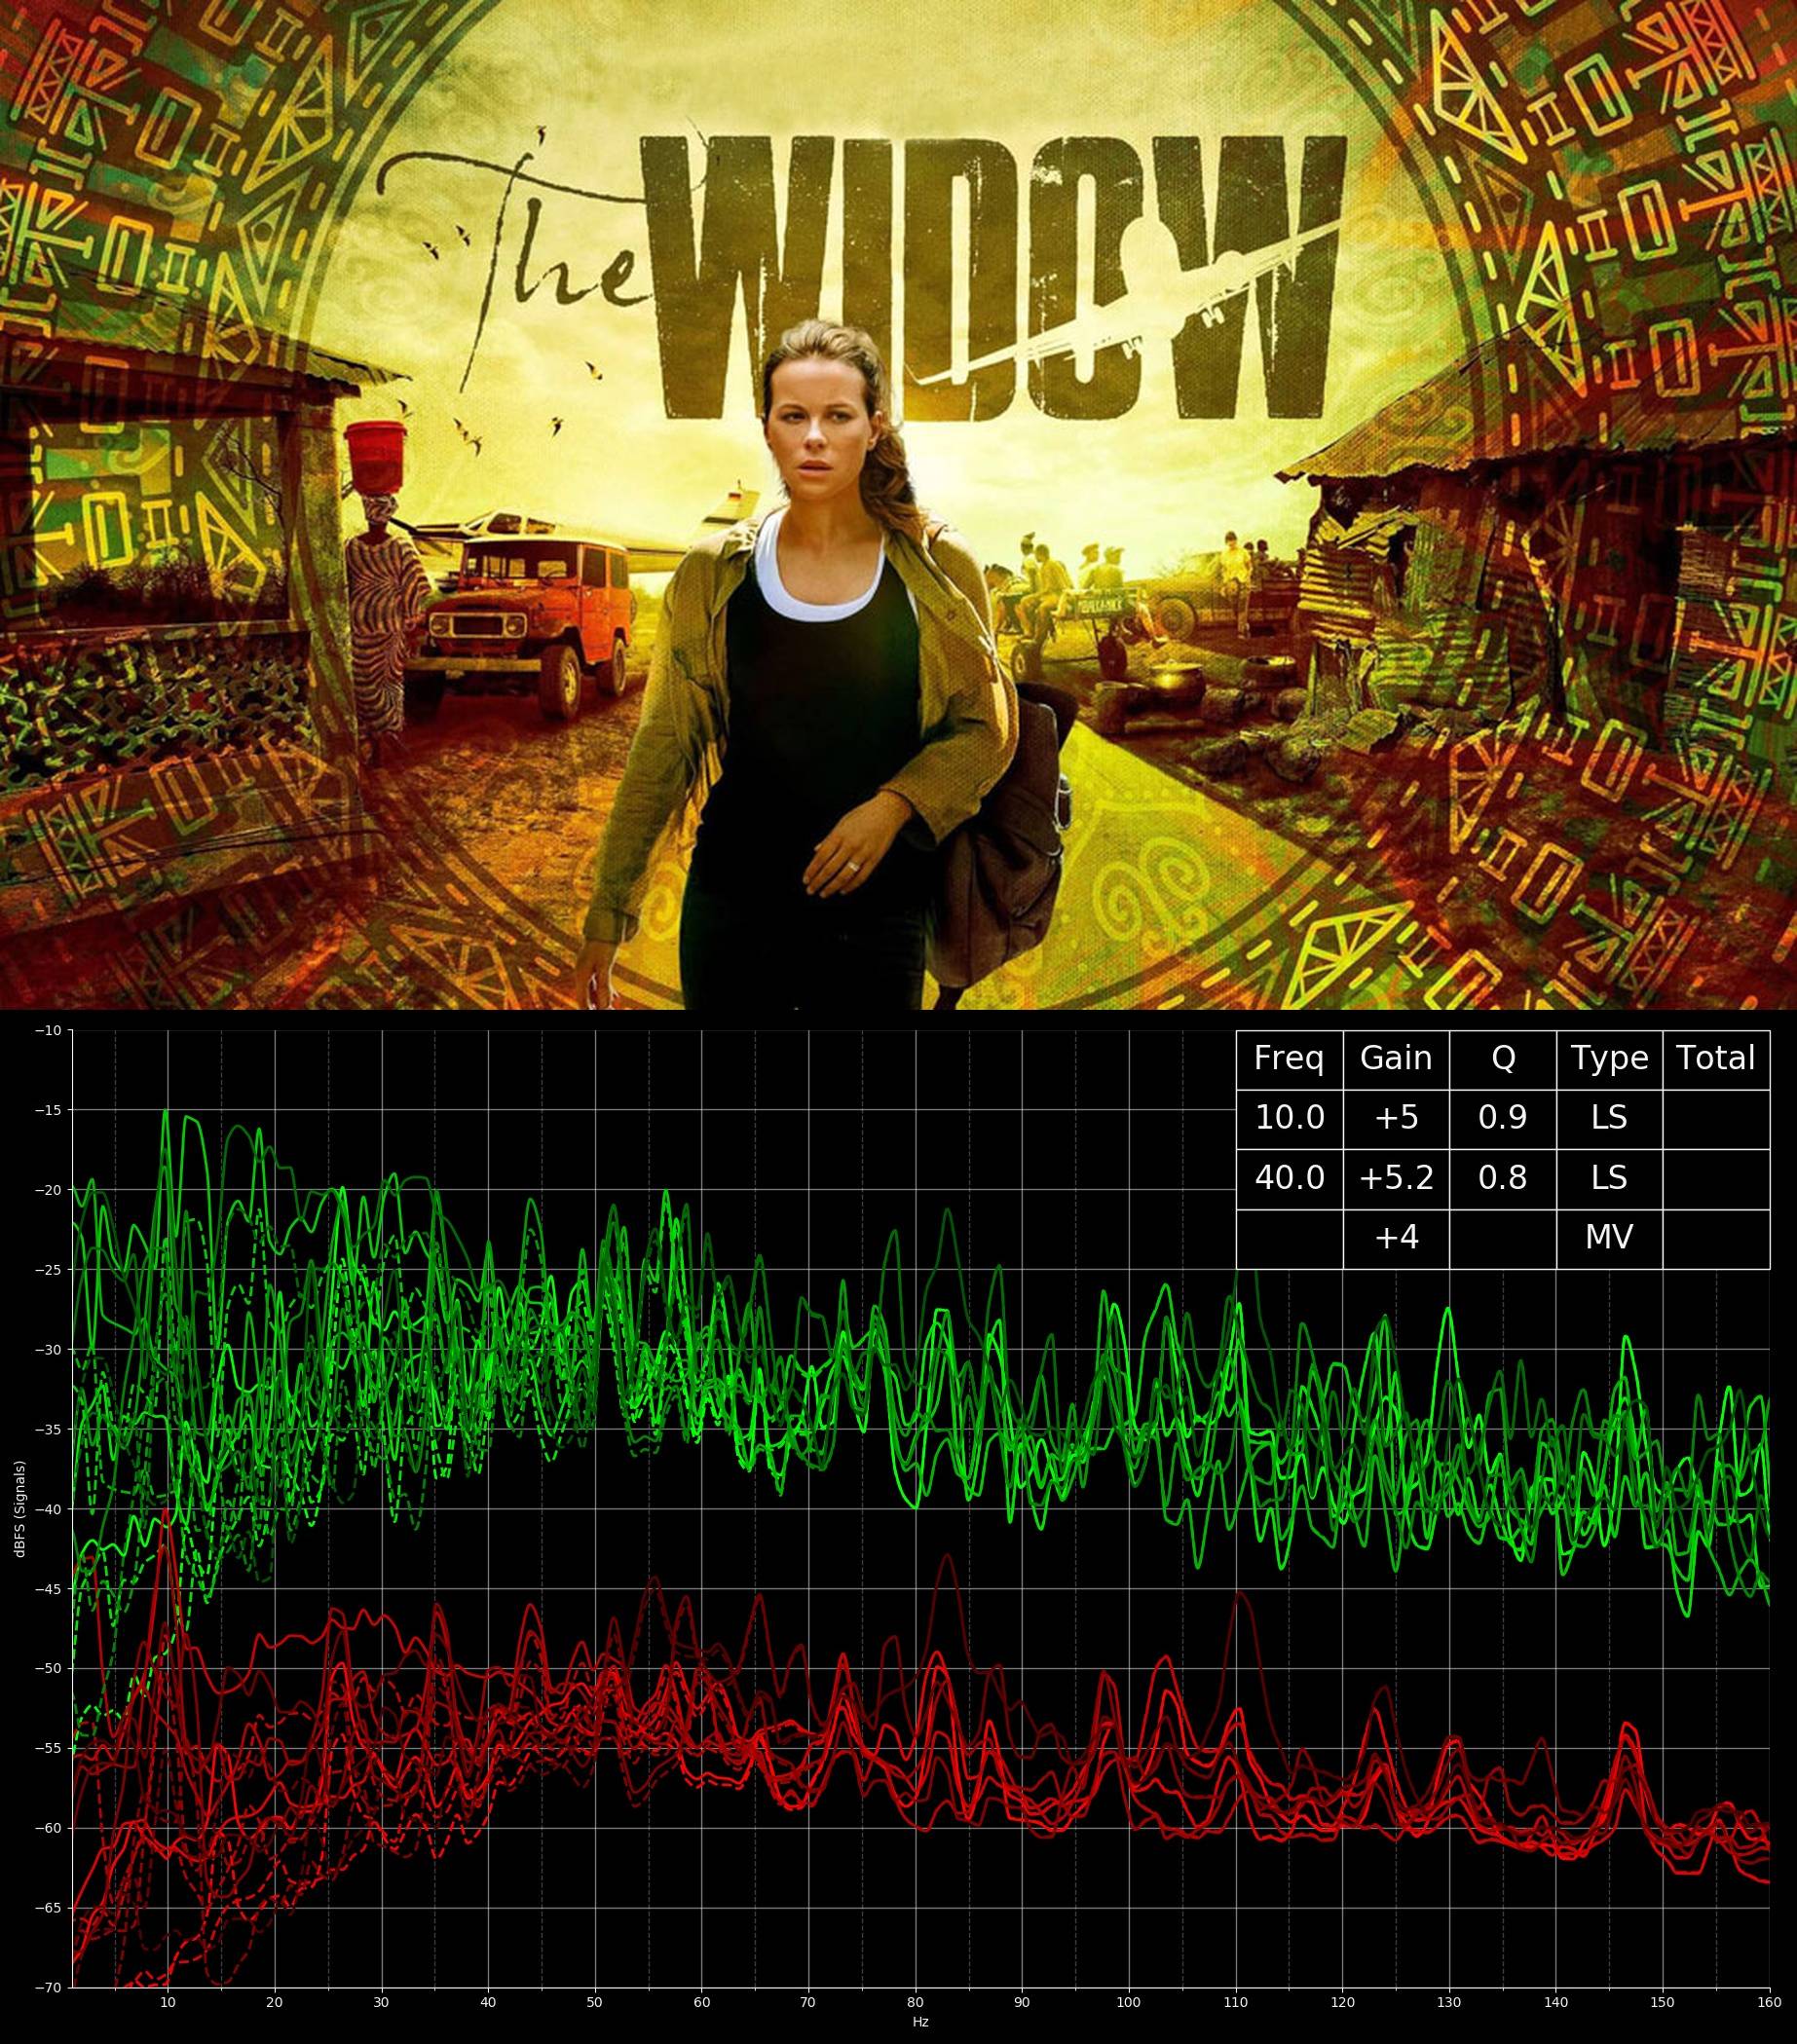 The WIDOW
RELIANCE
Freq Gain Q Type Total
10.0 +5 0.9 LS
40.0 +5.2 0.8 LS
+4 MV
−10
−15
−20
−25
−30
−35
−40
−45
−50
−55
−60
−65
−70
dBFS (Signals)
10 20 30 40 50 60 70 80 90 100 110 120 130 140 150 160
Hz